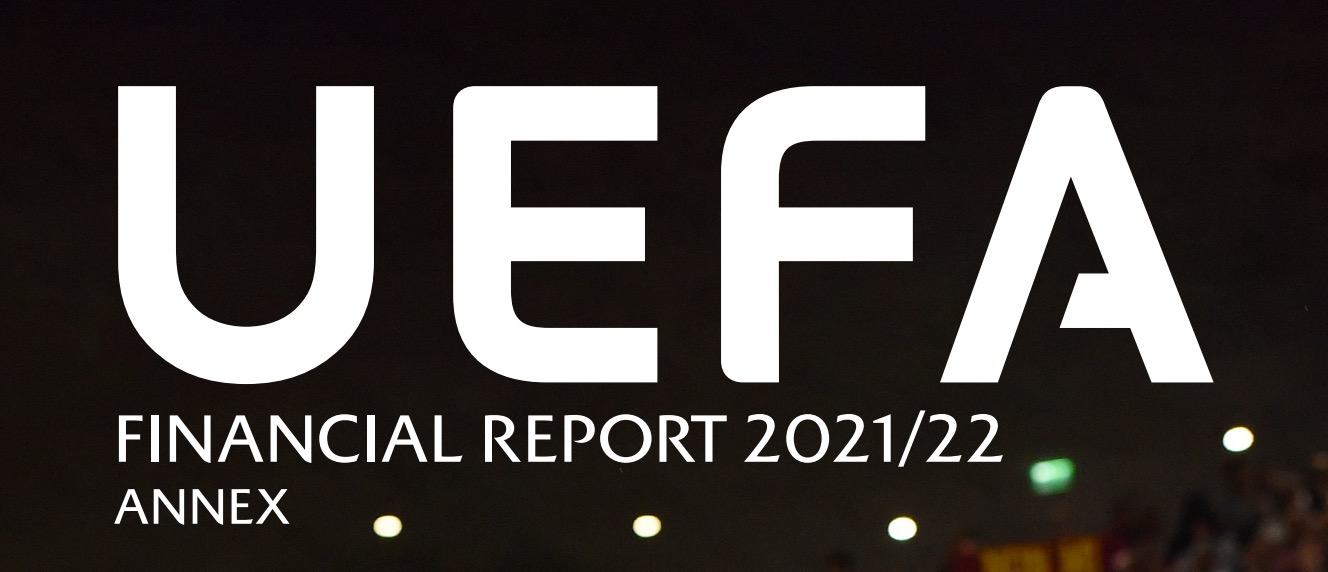 UEFA
FINANCIAL REPORT 2021/22
ANNEX